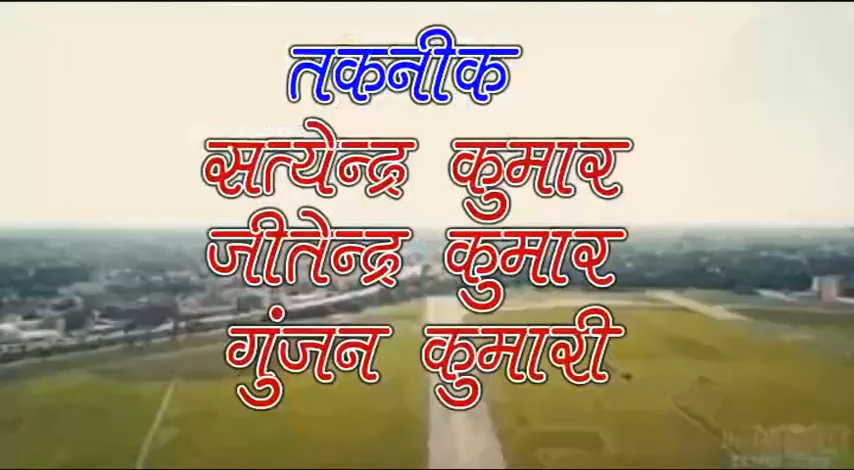 तकनीक
सत्येन्द्र कुमार
जीतेन्द्र कुमार
गुंजन कुमारी